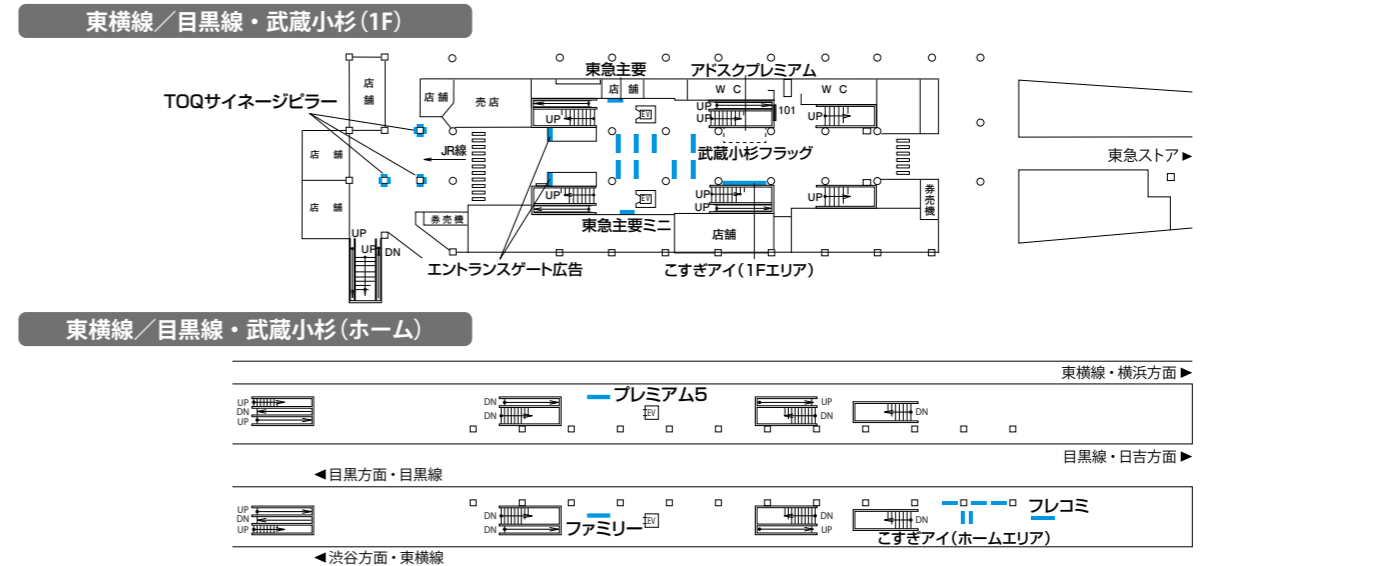 東横線／目黒線・武蔵小杉（1F）
東急主要
アドスクプレミアム
店舗
店舗
売店
店舗
WC
WC
TOQサイネージピラー
UP
EV
UP
UP
101
UP
JR線
武蔵小杉フラッグ
東急ストア▶
店舗
店舗
UP
EV
UP
UP
UP
券売機
券売機
東急主要ミニ
店舗
UP
UP
DN
エントランスゲート広告
こすぎアイ（1Fエリア）
東横線／目黒線・武蔵小杉（ホーム）
東横線・横浜方面▶
プレミアム5
UP
DN
UP
DN
DN
EV
UP
DN
DN
目黒線・日吉方面▶
◀目黒方面・目黒線
UP
DN
UP
DN
DN
ファミリー
EV
DN
UP
DN
フレコミ
こすぎアイ（ホームエリア）
◀渋谷方面・東横線